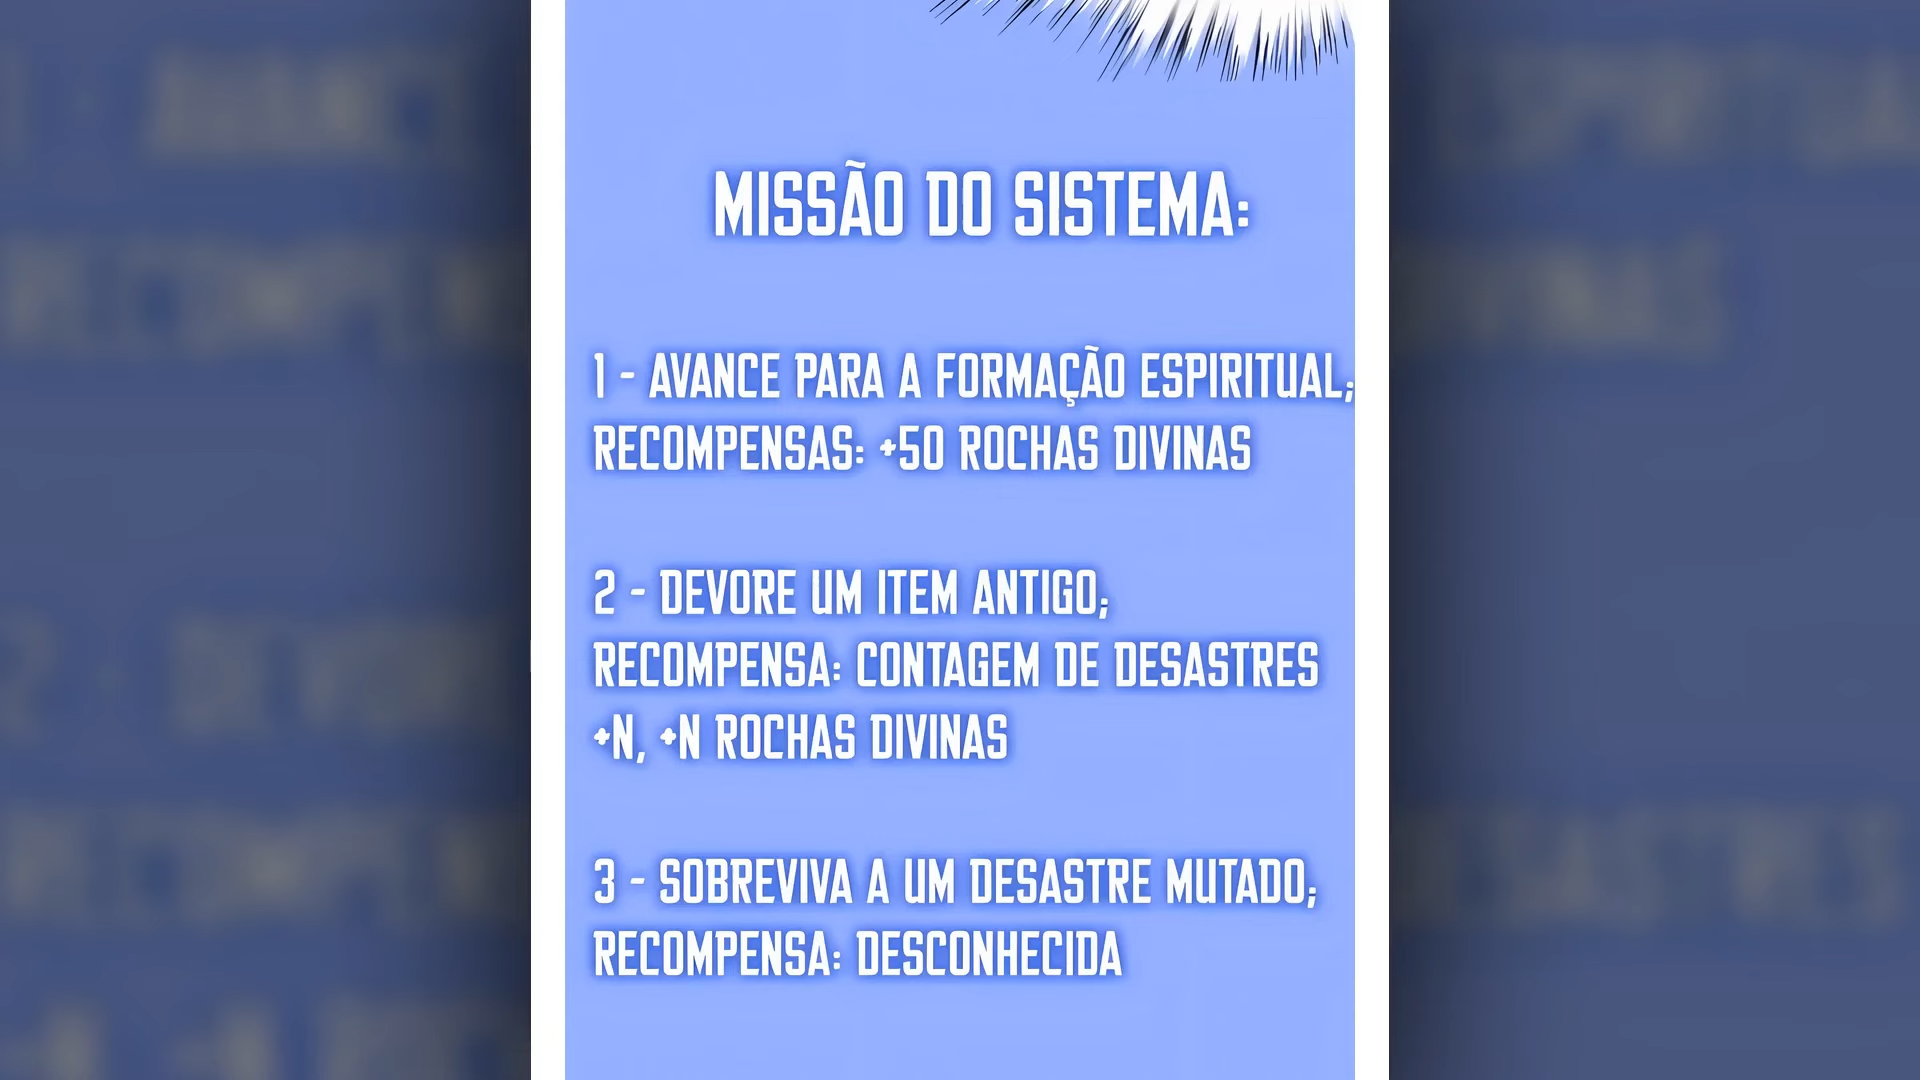 MISSÃO DO SISTEMA:
1 - AVANCE PARA A FORMAÇÃO ESPIRITUAL;
RECOMPENSAS: +50 ROCHAS DIVINAS
2 - DEVORE UM ITEM ANTIGO;
RECOMPENSA: CONTAGEM DE DESASTRES
+N, +N ROCHAS DIVINAS
3 - SOBREVIVA A UM DESASTRE MUTADO;
RECOMPENSA: DESCONHECIDA